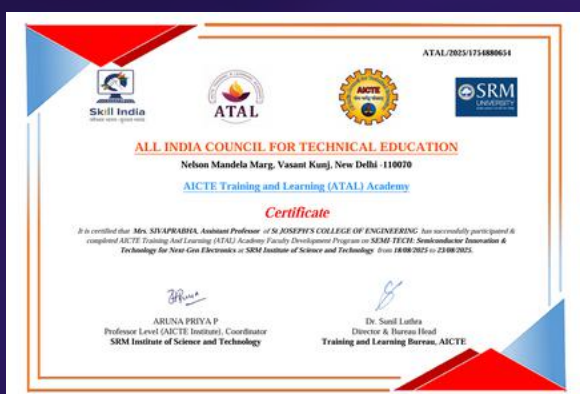 ATAL/2025/1754880654
Skill India
कौशल भारत - कुशल भारत
ATAL
AICTE
SRM
UNIVERSITY
ALL INDIA COUNCIL FOR TECHNICAL EDUCATION
Nelson Mandela Marg, Vasant Kunj, New Delhi -110070
AICTE Training and Learning (ATAL) Academy
Certificate
It is certified that Mrs. SIVAPRABHA, Assistant Professor of St JOSEPH'S COLLEGE OF ENGINEERING has successfully participated &
completed AICTE Training And Learning (ATAL) Academy Faculty Development Program on SEMI-TECH: Semiconductor Innovation &
Technology for Next-Gen Electronics at SRM Institute of Science and Technology from 18/08/2025 to 23/08/2025.
ARUNA PRIYA P
Professor Level (AICTE Institute), Coordinator
SRM Institute of Science and Technology
Dr. Sunil Luthra
Director & Bureau Head
Training and Learning Bureau, AICTE